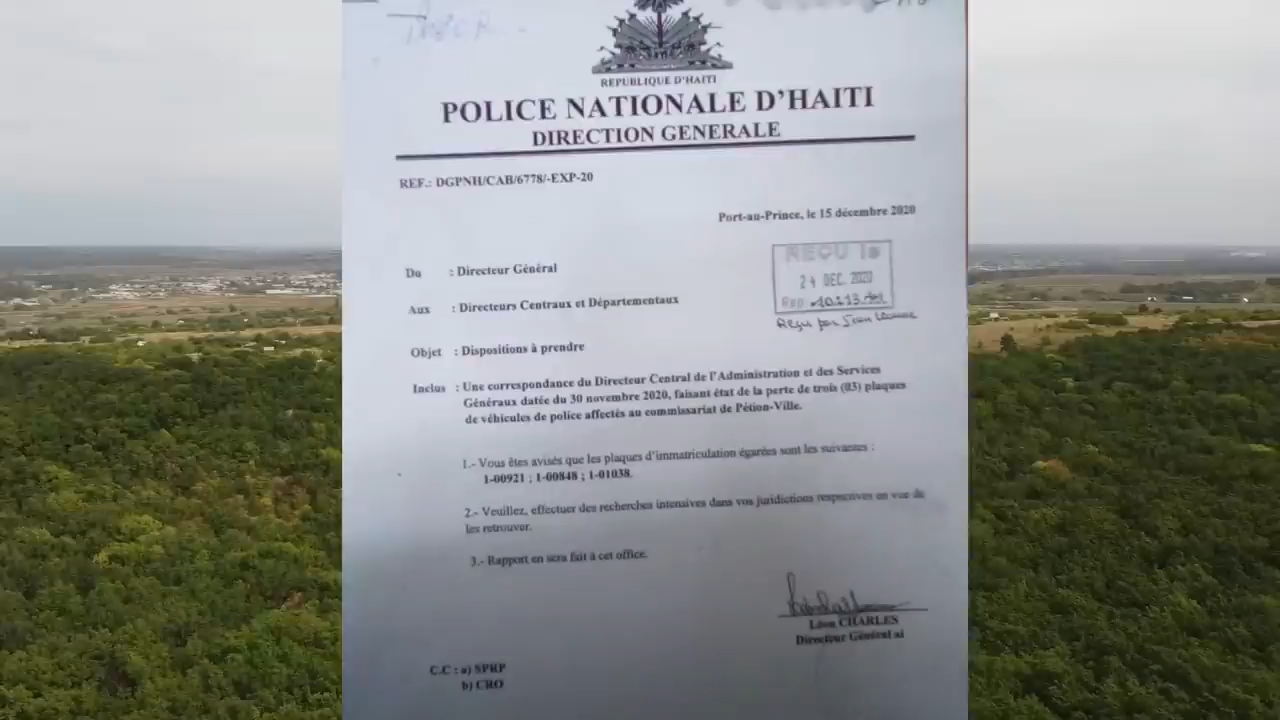 REPUBLIQUE D'HAITI
POLICE NATIONALE D'HAITI
DIRECTION GENERALE
REF.: DGPNH/CAB/6778/-EXP-20
Port-au-Prince, le 15 décembre 2020
REÇU le
24 DEC. 2020
Reçu par
Du : Directeur Général
Aux : Directeurs Centraux et Départementaux
Objet : Dispositions à prendre
Inclus : Une correspondance du Directeur Central de l'Administration et des Services
Généraux datée du 30 novembre 2020, faisant état de la perte de trois (03) plaques
de véhicules de police affectés au commissariat de Pétion-Ville.
1.- Vous êtes avisés que les plaques d'immatriculation égarées sont les suivantes :
1-00921 ; 1-00848 ; 1-01038.
2.- Veuillez, effectuer des recherches intensives dans vos juridictions respectives en vue de
les retrouver.
3.- Rapport en sera fait à cet office.
Léon CHARLES
Directeur Général ai
C.C : a) SPRP
b) CRO